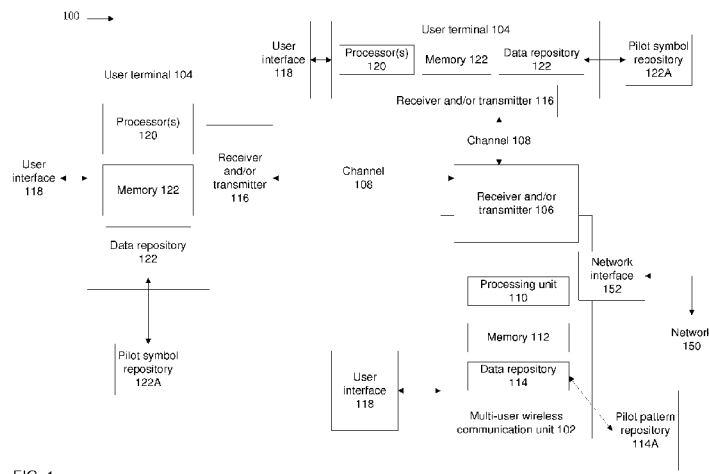 100
User terminal 104
User
interface
118
Processor(s)
120
Memory 122
Data repository
122
Pilot symbol
repository
122A
Receiver and/or transmitter 116
Channel 108
User terminal 104
Processor(s)
120
User
interface
118
Memory 122
Receiver
and/or
transmitter
116
Data repository
122
Pilot symbol
repository
122A
Channel
108
Receiver and/or
transmitter 106
Network
interface
152
Network
150
Processing unit
110
Memory 112
Data repository
114
User
interface
118
Multi-user wireless
communication unit 102
Pilot pattern
repository
114A